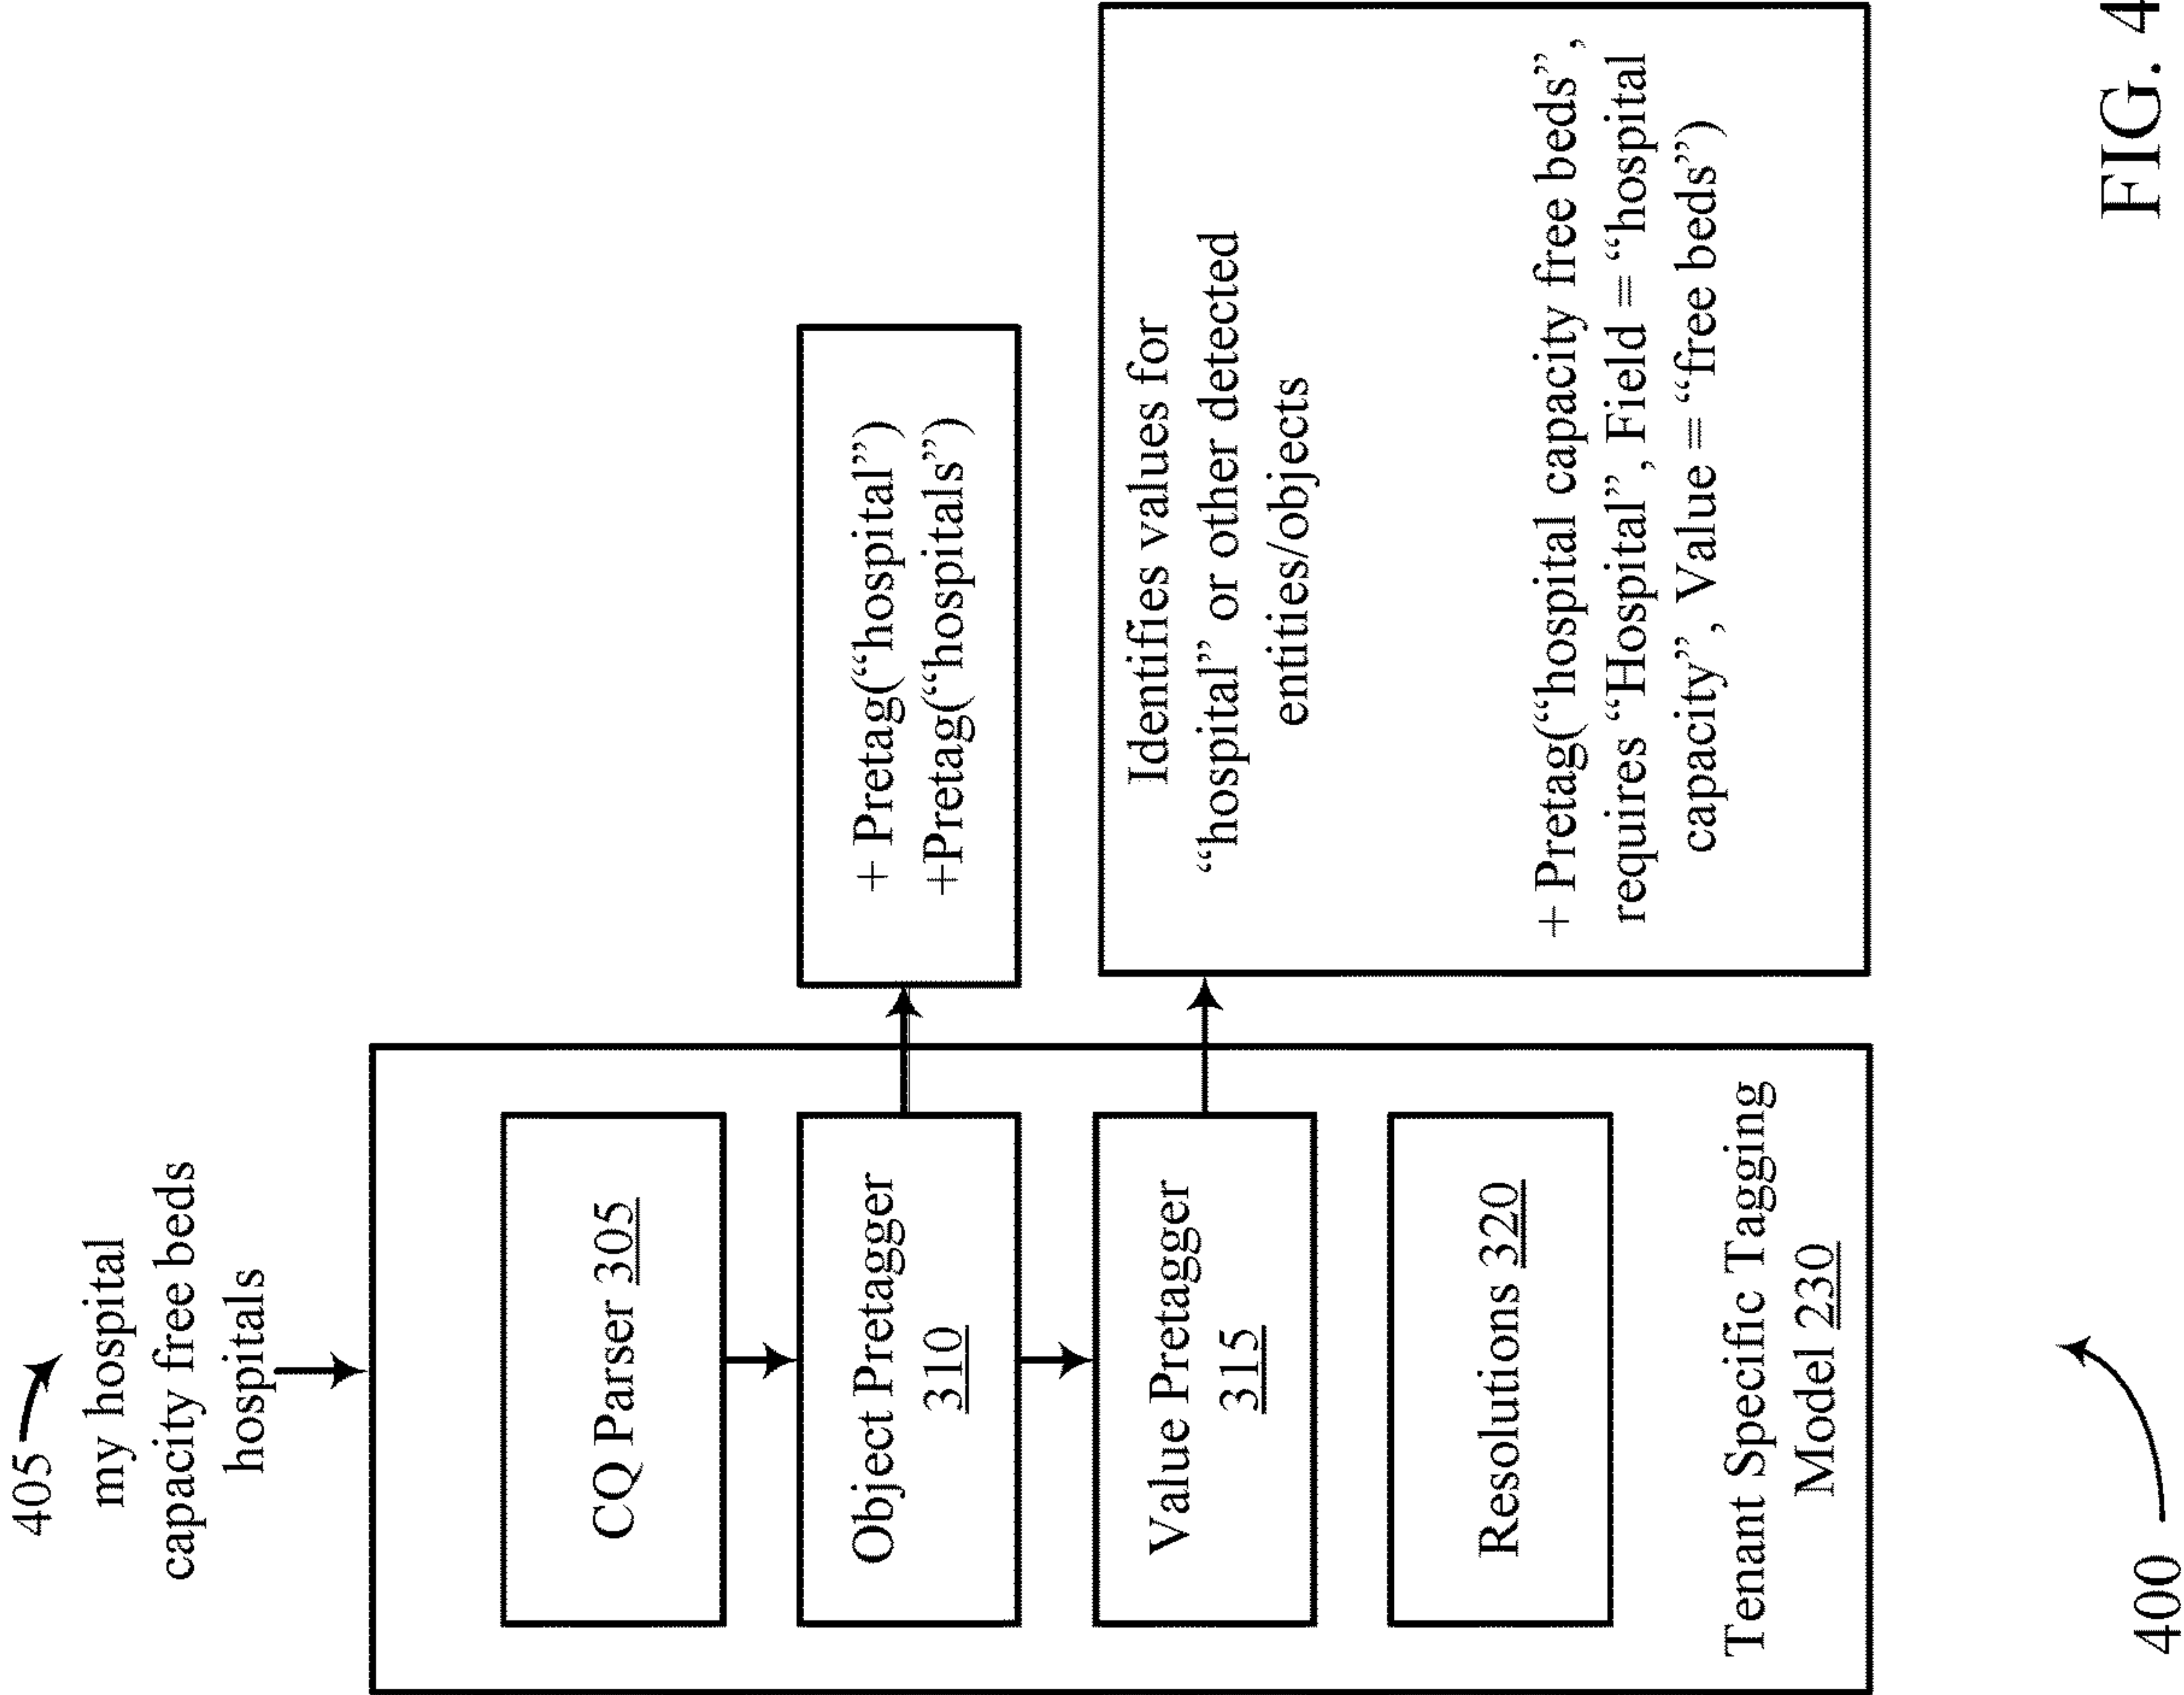 405
my hospital
capacity free beds
hospitals
CQ Parser 305
Object Pretagger
310
+ Pretag(“hospital”)
+Pretag(“hospitals”)
Value Pretagger
315
Identifies values for
“hospital” or other detected
entities/objects
+ Pretag(“hospital capacity free beds”,
requires “Hospital”, Field = “hospital
capacity”, Value = “free beds”)
Resolutions 320
Tenant Specific Tagging
Model 230
400
FIG. 4